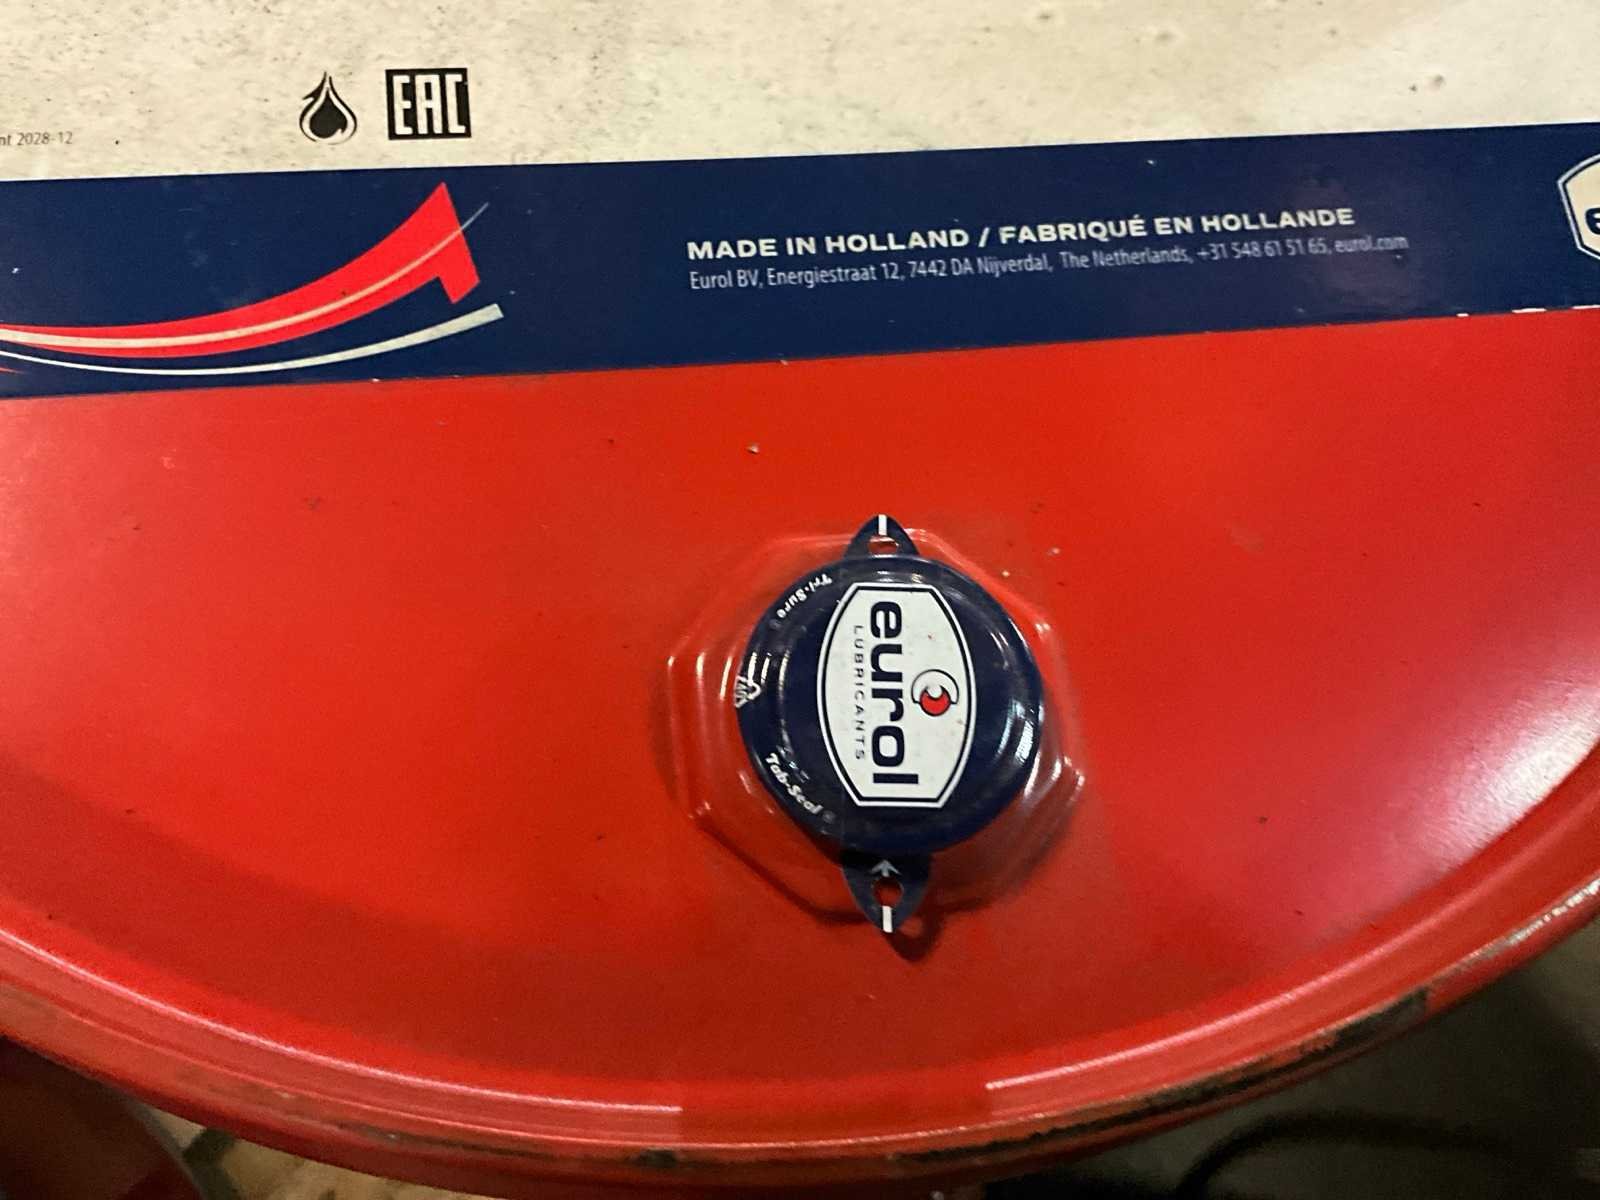 nt 2028-12
EAC
MADE IN HOLLAND / FABRIQUÉ EN HOLLANDE
Eurol BV, Energiestraat 12, 7442 DA Nijverdal, The Netherlands, +31 548 61 51 65, eurol.com
Tri-Sure ®
eurol
LUBRICANTS
Tab-Seal ®